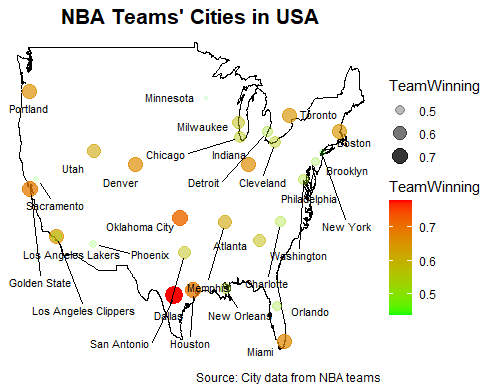 NBA Teams' Cities in USA
Portland
Minnesota
Milwaukee
Toronto
Boston
Chicago
Indiana
Utah
Denver
Detroit
Cleveland
Brooklyn
Philadelphia
Sacramento
Oklahoma City
New York
Los Angeles Lakers
Phoenix
Atlanta
Washington
Golden State
Memphis
Charlotte
Los Angeles Clippers
Dallas
New Orleans
Orlando
San Antonio
Houston
Miami
TeamWinning
0.5
0.6
0.7
TeamWinning
0.7
0.6
0.5
Source: City data from NBA teams